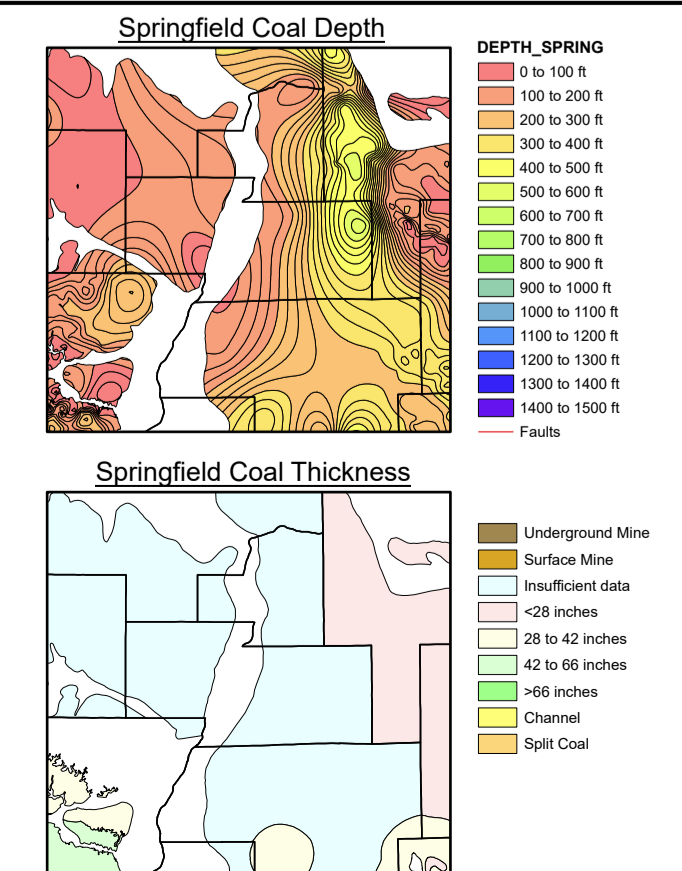 Springfield Coal Depth
DEPTH_SPRING
0 to 100 ft
100 to 200 ft
200 to 300 ft
300 to 400 ft
400 to 500 ft
500 to 600 ft
600 to 700 ft
700 to 800 ft
800 to 900 ft
900 to 1000 ft
1000 to 1100 ft
1100 to 1200 ft
1200 to 1300 ft
1300 to 1400 ft
1400 to 1500 ft
Faults
Springfield Coal Thickness
Underground Mine
Surface Mine
Insufficient data
<28 inches
28 to 42 inches
42 to 66 inches
>66 inches
Channel
Split Coal